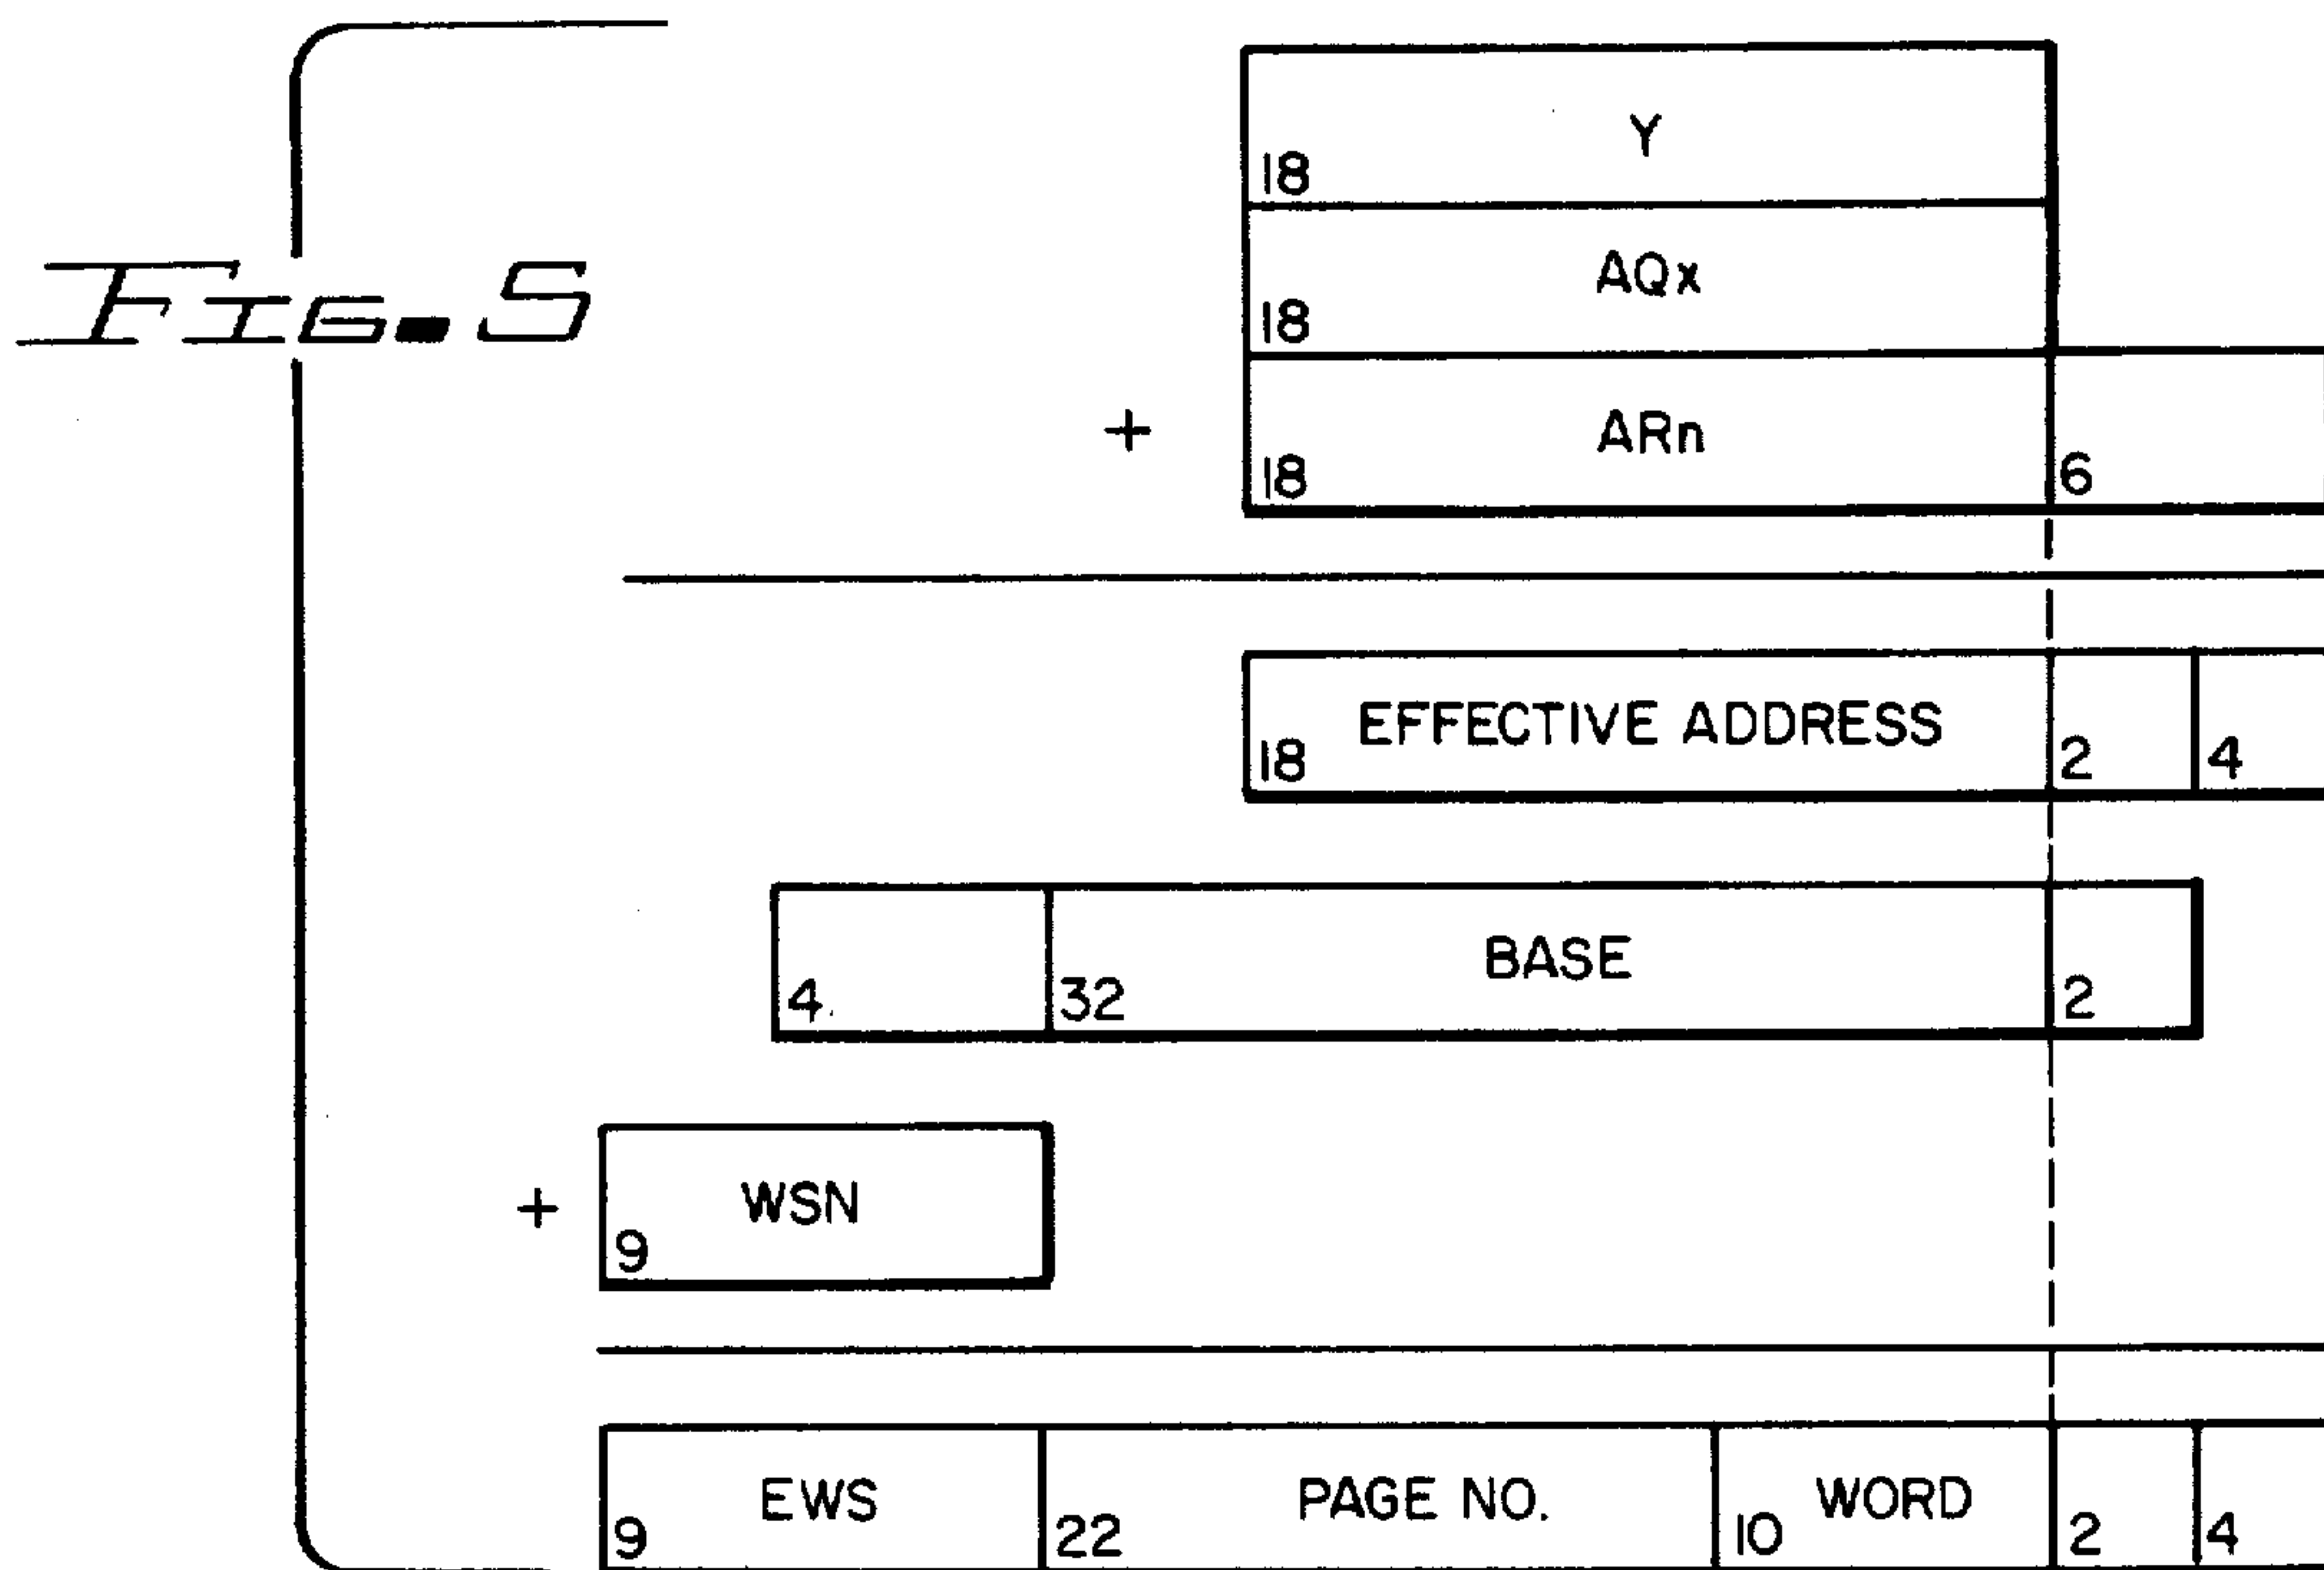 FIG. 5
Y
18
AQx
18
+
ARn
18
6
EFFECTIVE ADDRESS
18
2
4
BASE
4
32
2
+
WSN
9
EWS
PAGE NO.
WORD
9
22
10
2
4